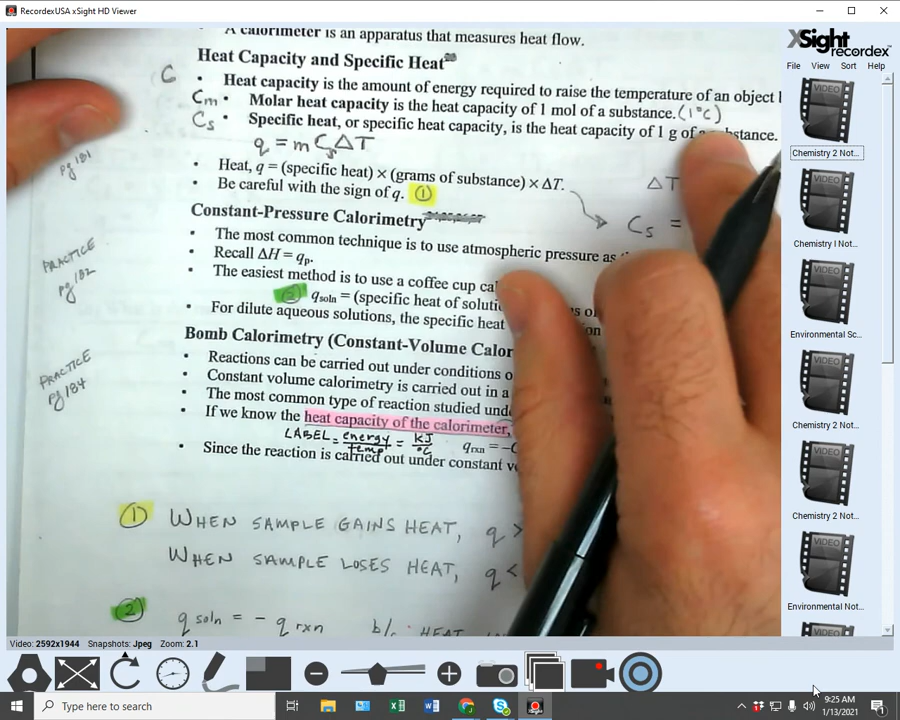 RecordexUSA xSight HD Viewer
A calorimeter is an apparatus that measures heat flow.
Heat Capacity and Specific Heat
C • Heat capacity is the amount of energy required to raise the temperature of an object
Cm • Molar heat capacity is the heat capacity of 1 mol of a substance. (1°C)
Cs • Specific heat, or specific heat capacity, is the heat capacity of 1 g of a substance.
q = m Cs ΔT
pg 181
• Heat, q = (specific heat) × (grams of substance) × ΔT.
ΔT
• Be careful with the sign of q. ①
Cs =
Constant-Pressure Calorimetry
• The most common technique is to use atmospheric pressure as
PRACTICE
pg 182
• Recall ΔH = qp.
• The easiest method is to use a coffee cup
② qsoln = (specific heat of
• For dilute aqueous solutions, the specific heat
Bomb Calorimetry (Constant-Volume
PRACTICE
pg 184
• Reactions can be carried out under conditions
• Constant volume calorimetry is carried out in a
• The most common type of reaction studied
• If we know the heat capacity of the calorimeter,
LABEL = energy/temp = kJ/°C qrxn =
• Since the reaction is carried out under constant
① WHEN SAMPLE GAINS HEAT, q >
WHEN SAMPLE LOSES HEAT, q <
② q soln = - q rxn b/c HEAT
xSight
recordex
File View Sort Help
VIDEO
Chemistry 2 Not...
VIDEO
Chemistry I Not...
VIDEO
Environmental Sc...
VIDEO
Chemistry 2 Not...
VIDEO
Chemistry 2 Not...
VIDEO
Environmental Not...
VIDEO
Video: 2592x1944 Snapshots: Jpeg Zoom: 2.1
Type here to search
9:25 AM
1/13/2021
1